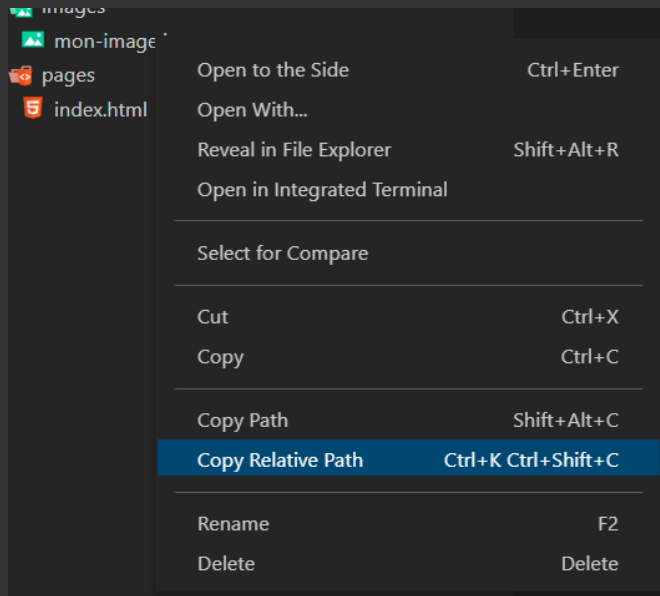 images
mon-image
pages
index.html
Open to the Side Ctrl+Enter
Open With...
Reveal in File Explorer Shift+Alt+R
Open in Integrated Terminal
Select for Compare
Cut Ctrl+X
Copy Ctrl+C
Copy Path Shift+Alt+C
Copy Relative Path Ctrl+K Ctrl+Shift+C
Rename F2
Delete Delete